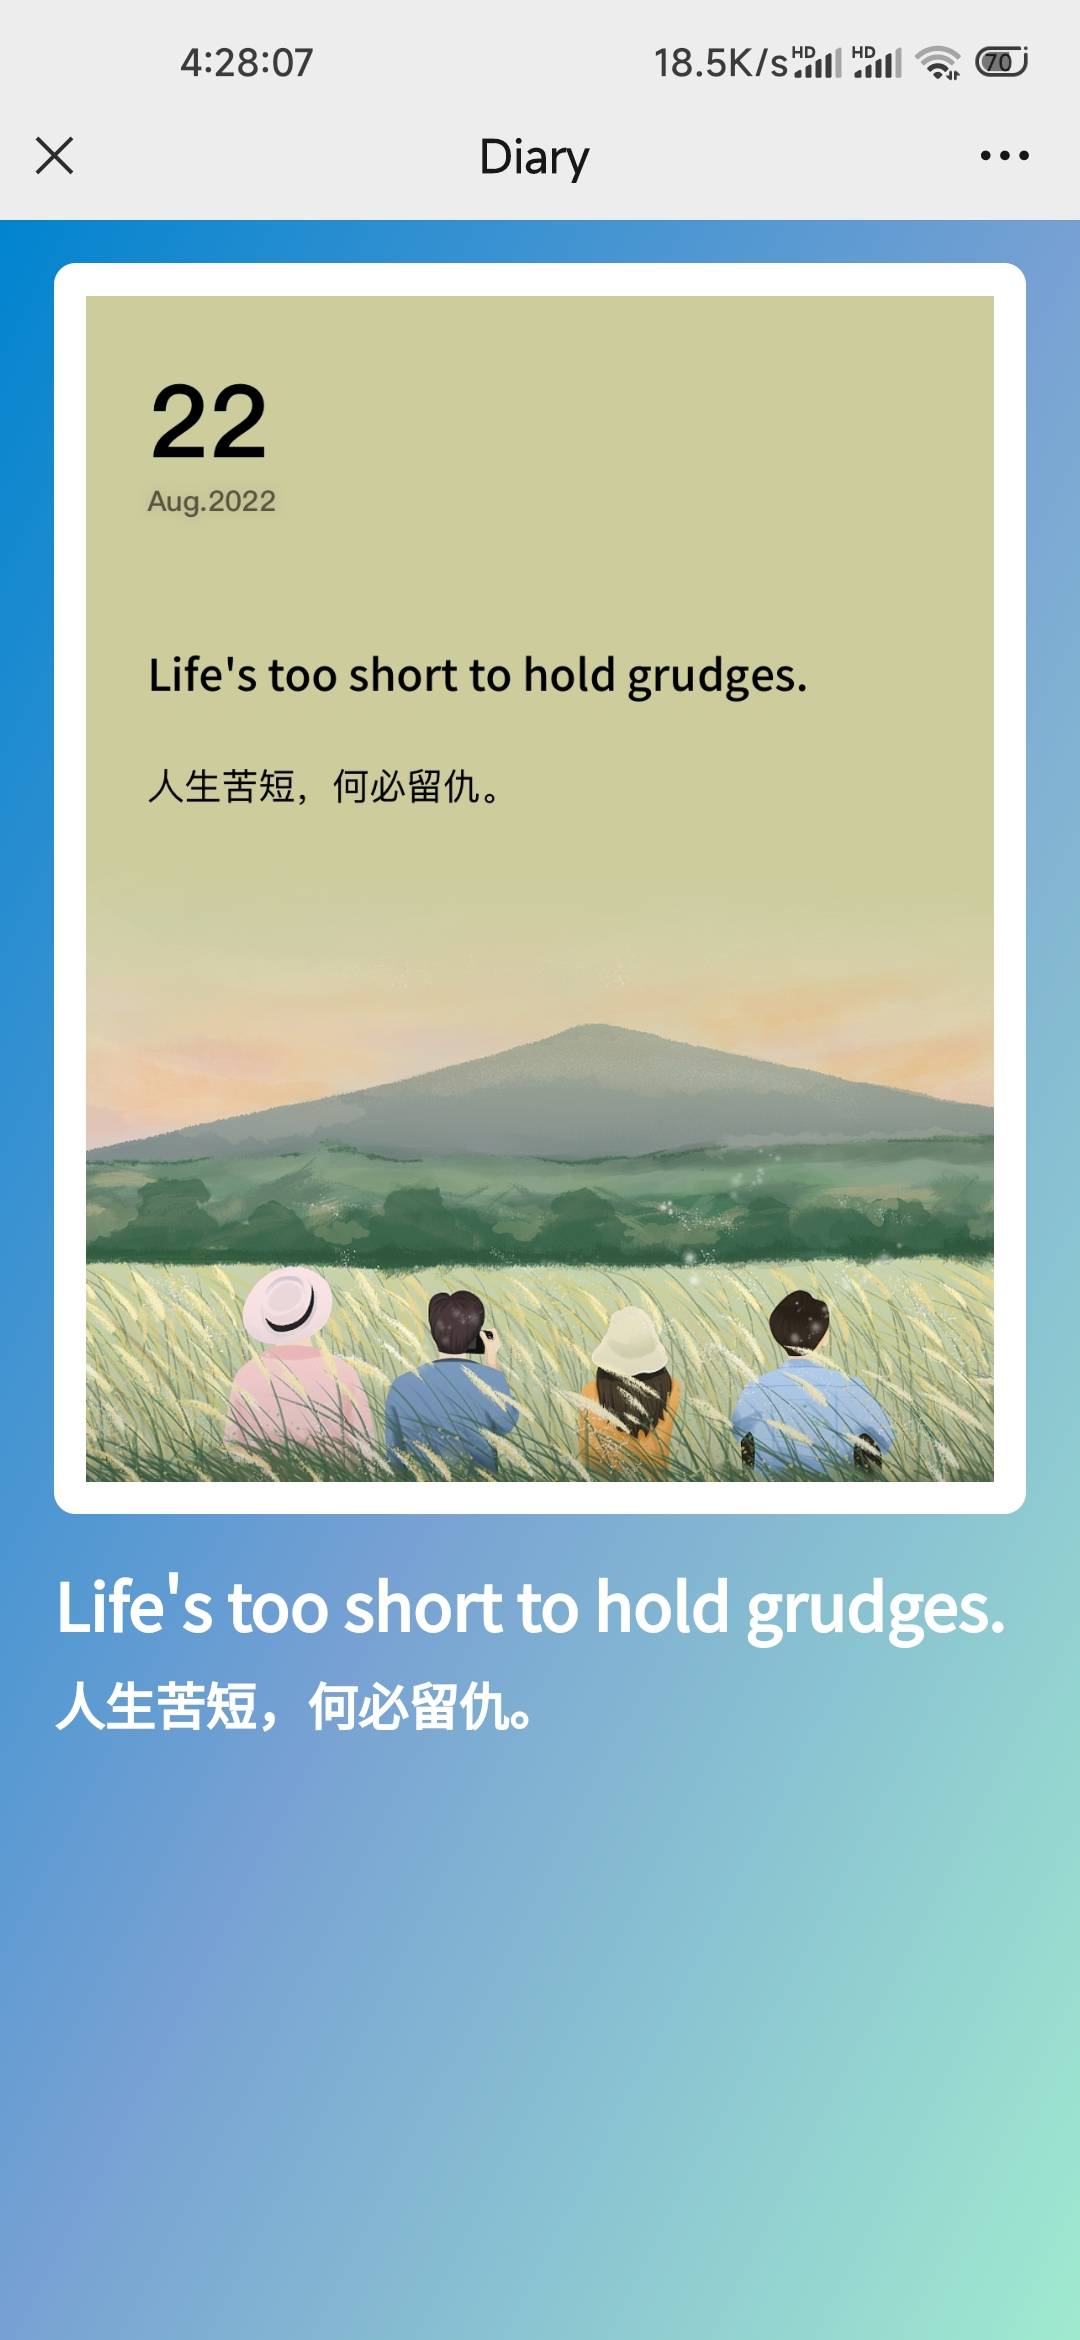 4:28:07
18.5K/s HD HD 70
Diary
22
Aug.2022
Life's too short to hold grudges.
人生苦短，何必留仇。
Life's too short to hold grudges.
人生苦短，何必留仇。